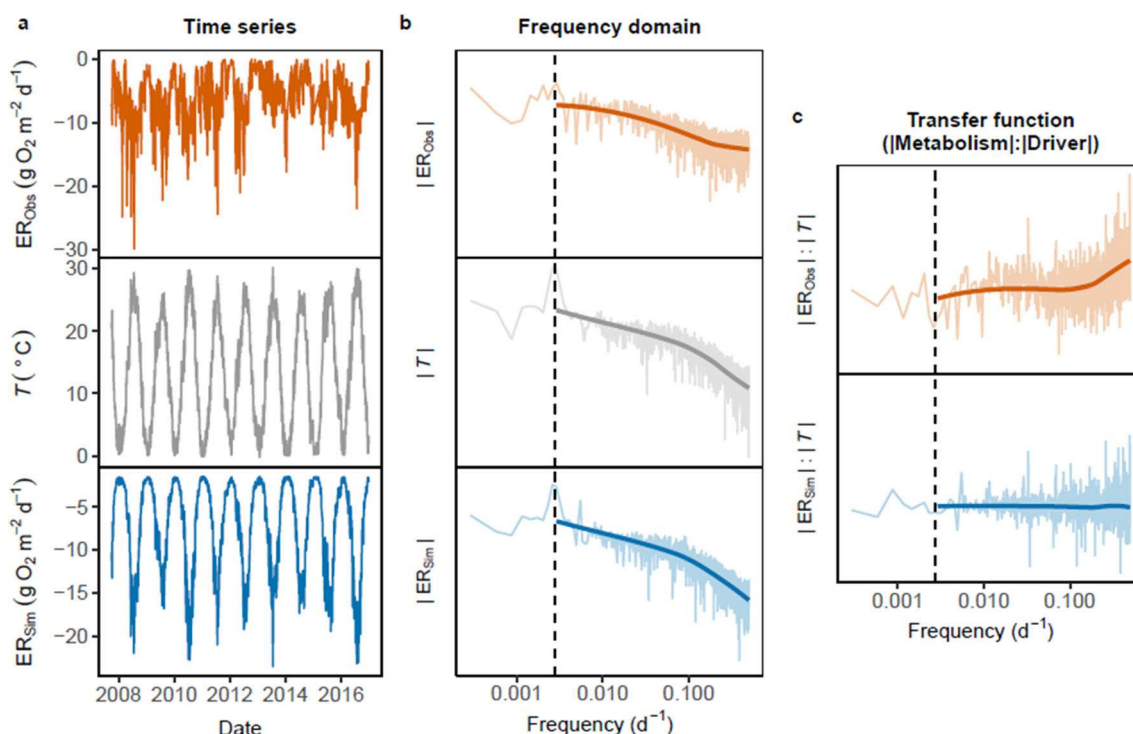 a
Time series
ER_Obs (g O₂ m⁻² d⁻¹)
0
−10
−20
−30
T (° C)
30
20
10
0
ER_Sim (g O₂ m⁻² d⁻¹)
−5
−10
−15
−20
2008 2010 2012 2014 2016
Date
b
Frequency domain
| ER_Obs |
| T |
| ER_Sim |
0.001 0.010 0.100
Frequency (d⁻¹)
c
Transfer function
(|Metabolism|:|Driver|)
| ER_Obs | : | T |
| ER_Sim | : | T |
0.001 0.010 0.100
Frequency (d⁻¹)